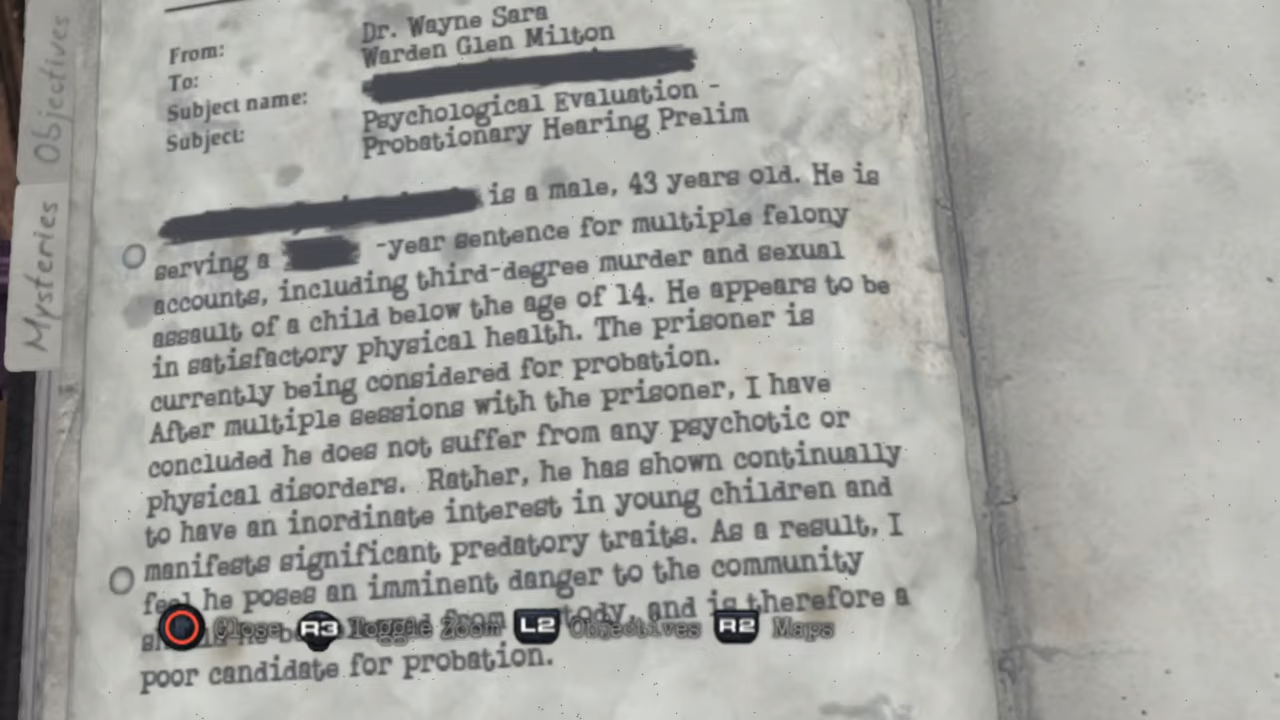 Objectives
Mysteries
From: Dr. Wayne Sara
To: Warden Glen Milton
Subject name:
Subject: Psychological Evaluation -
Probationary Hearing Prelim
is a male, 43 years old. He is
serving a -year sentence for multiple felony
accounts, including third-degree murder and sexual
assault of a child below the age of 14. He appears to be
in satisfactory physical health. The prisoner is
currently being considered for probation.
After multiple sessions with the prisoner, I have
concluded he does not suffer from any psychotic or
physical disorders. Rather, he has shown continually
to have an inordinate interest in young children and
manifests significant predatory traits. As a result, I
feel he poses an imminent danger to the community
he from and is therefore a
poor candidate for probation.
Close R3 Toggle Zoom L2 Objectives R2 Maps